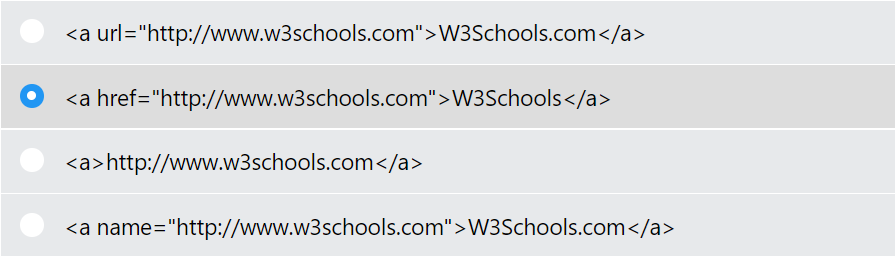 <a url="http://www.w3schools.com">W3Schools.com</a>
<a href="http://www.w3schools.com">W3Schools</a>
<a>http://www.w3schools.com</a>
<a name="http://www.w3schools.com">W3Schools.com</a>